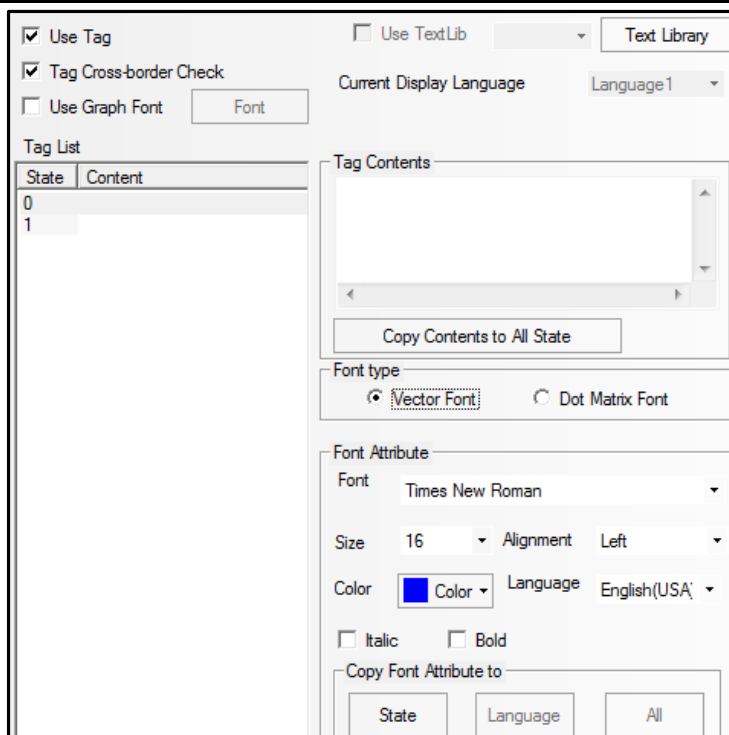 Use Tag
Use TextLib
Text Library
Tag Cross-border Check
Current Display Language
Language1
Use Graph Font
Font
Tag List
State Content
0
1
Tag Contents
Copy Contents to All State
Font type
Vector Font
Dot Matrix Font
Font Attribute
Font
Times New Roman
Size
16
Alignment
Left
Color
Color
Language
English(USA)
Italic
Bold
Copy Font Attribute to
State
Language
All